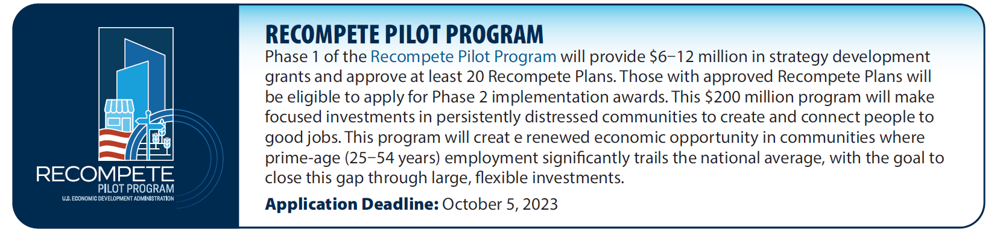 RECOMPETE
PILOT PROGRAM
U.S. ECONOMIC DEVELOPMENT ADMINISTRATION
RECOMPETE PILOT PROGRAM
Phase 1 of the Recompete Pilot Program will provide $6–12 million in strategy development
grants and approve at least 20 Recompete Plans. Those with approved Recompete Plans will
be eligible to apply for Phase 2 implementation awards. This $200 million program will make
focused investments in persistently distressed communities to create and connect people to
good jobs. This program will creat e renewed economic opportunity in communities where
prime-age (25–54 years) employment significantly trails the national average, with the goal to
close this gap through large, flexible investments.
Application Deadline: October 5, 2023